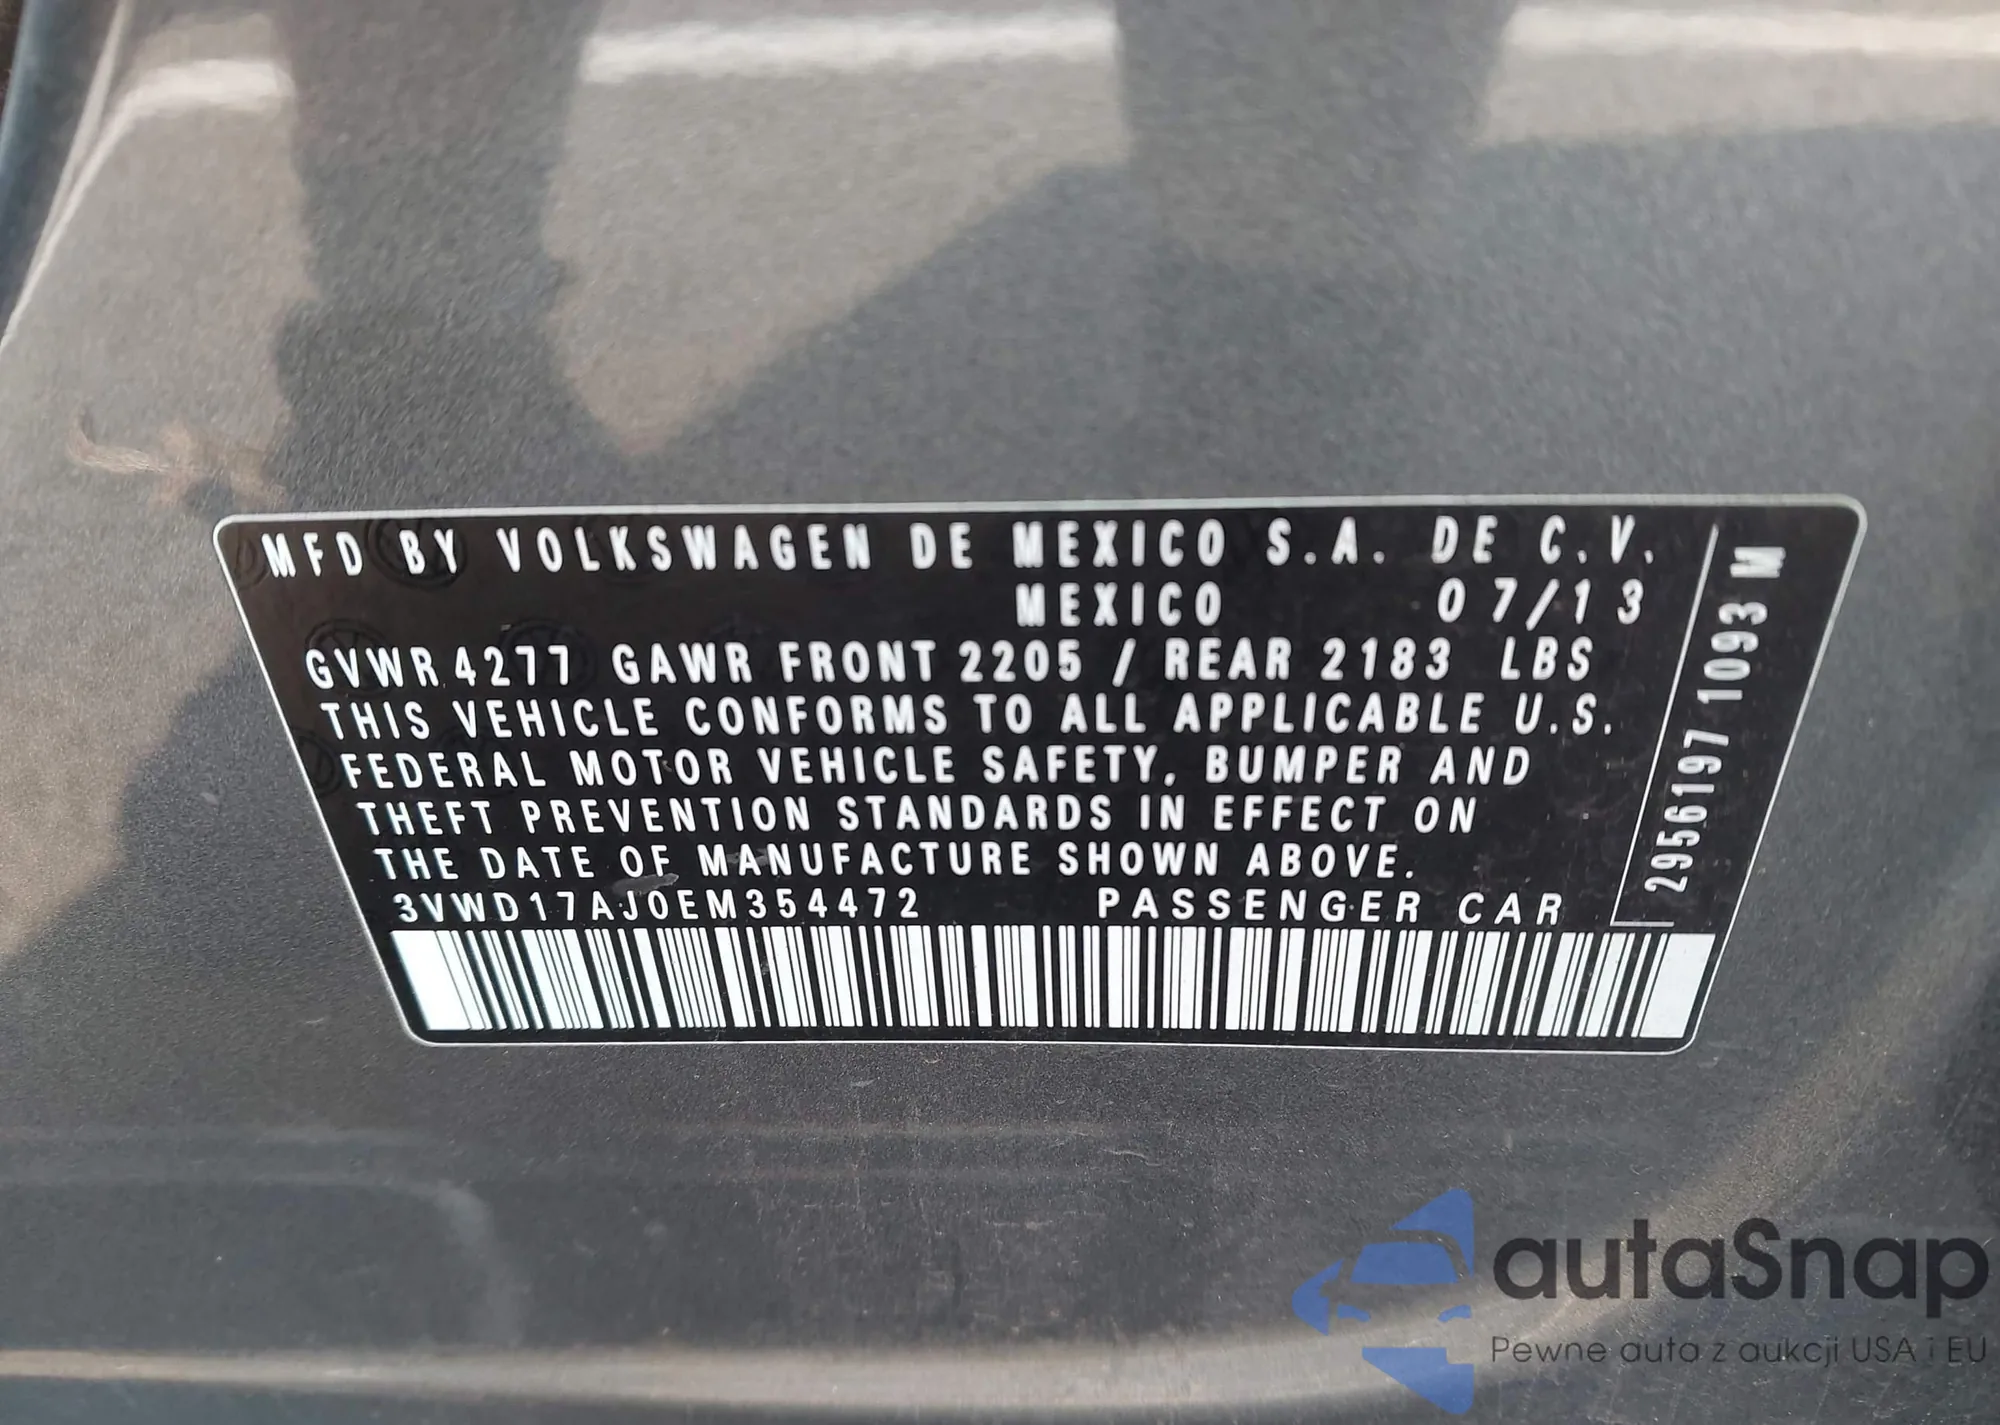 MFD BY VOLKSWAGEN DE MEXICO S.A. DE C.V.
MEXICO 07/13
GVWR 4277 GAWR FRONT 2205 / REAR 2183 LBS
THIS VEHICLE CONFORMS TO ALL APPLICABLE U.S.
FEDERAL MOTOR VEHICLE SAFETY, BUMPER AND
THEFT PREVENTION STANDARDS IN EFFECT ON
THE DATE OF MANUFACTURE SHOWN ABOVE.
3VWD17AJ0EM354472 PASSENGER CAR
2956197 1093 M
autaSnap
Pewne auta z aukcji USA i EU